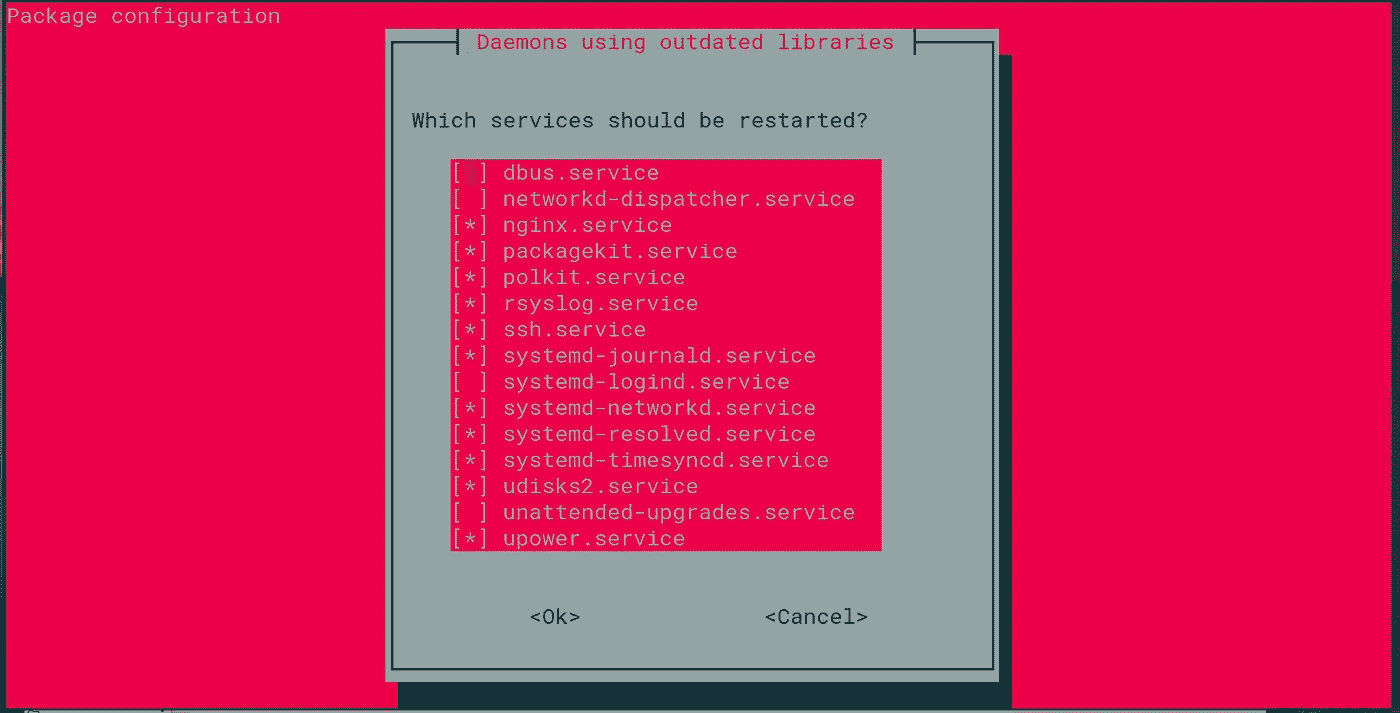 Package configuration
Daemons using outdated libraries
Which services should be restarted?
[ ] dbus.service
[ ] networkd-dispatcher.service
[*] nginx.service
[*] packagekit.service
[*] polkit.service
[*] rsyslog.service
[*] ssh.service
[*] systemd-journald.service
[ ] systemd-logind.service
[*] systemd-networkd.service
[*] systemd-resolved.service
[*] systemd-timesyncd.service
[*] udisks2.service
[ ] unattended-upgrades.service
[*] upower.service
<Ok> <Cancel>